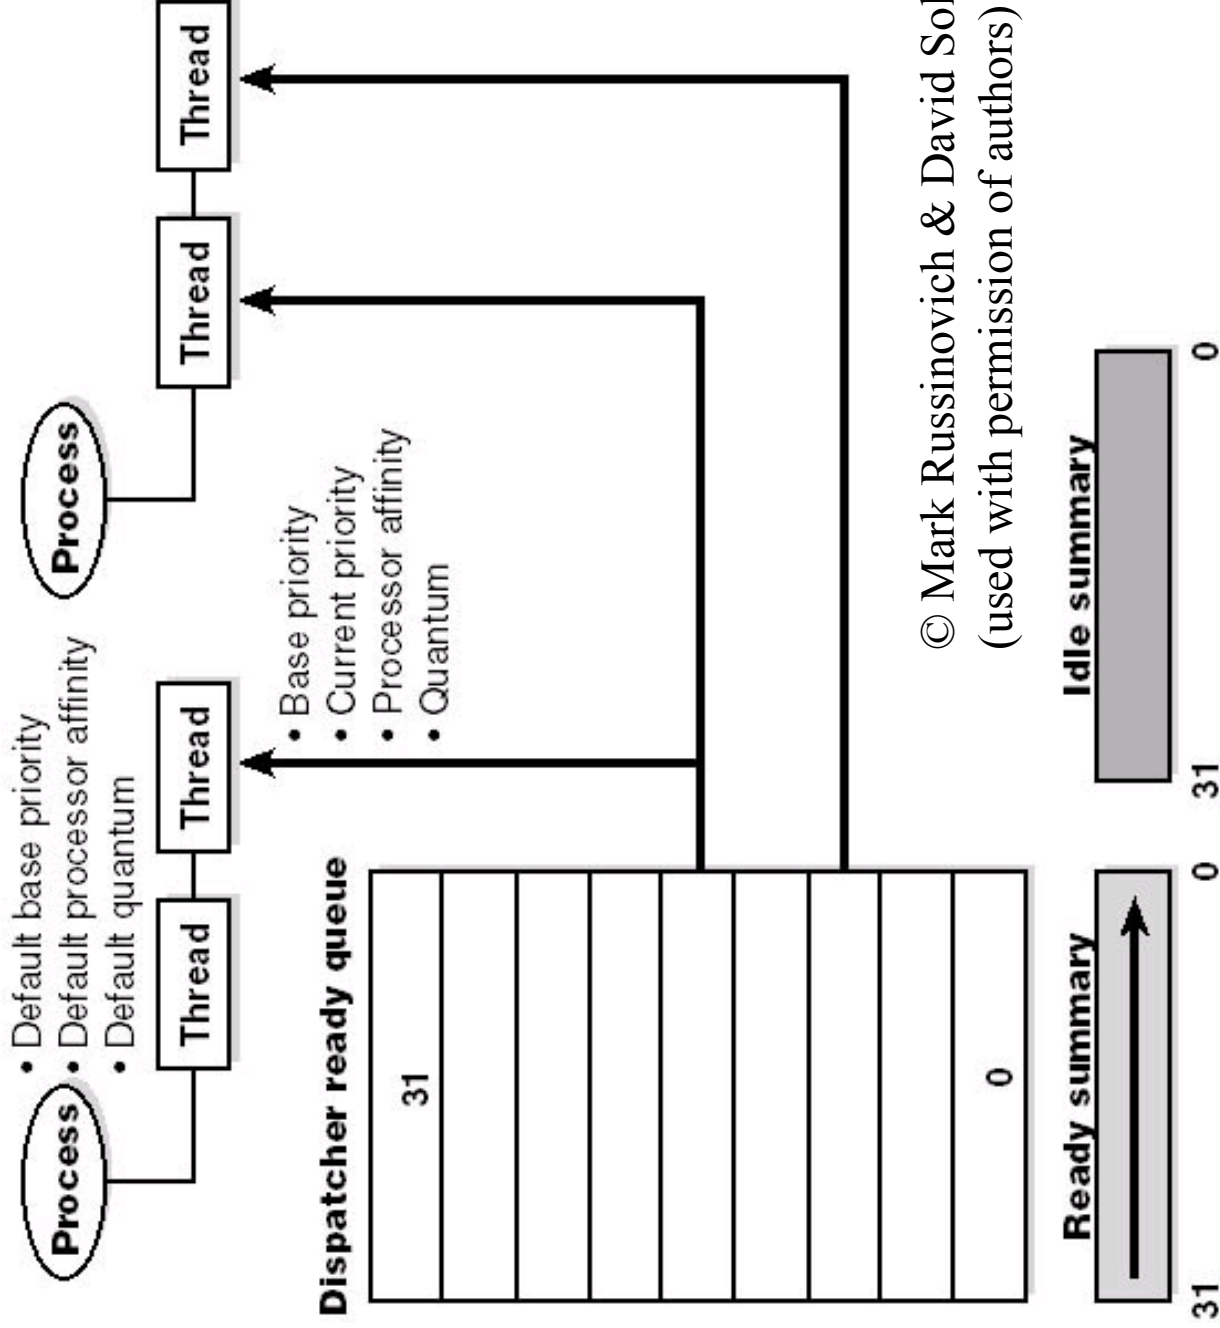 Process
• Default base priority
• Default processor affinity
• Default quantum
Process
Thread
Thread
Thread
Thread
• Base priority
• Current priority
• Processor affinity
• Quantum
Dispatcher ready queue
31
0
© Mark Russinovich & David
(used with permission of authors)
Ready summary
31
0
Idle summary
31
0